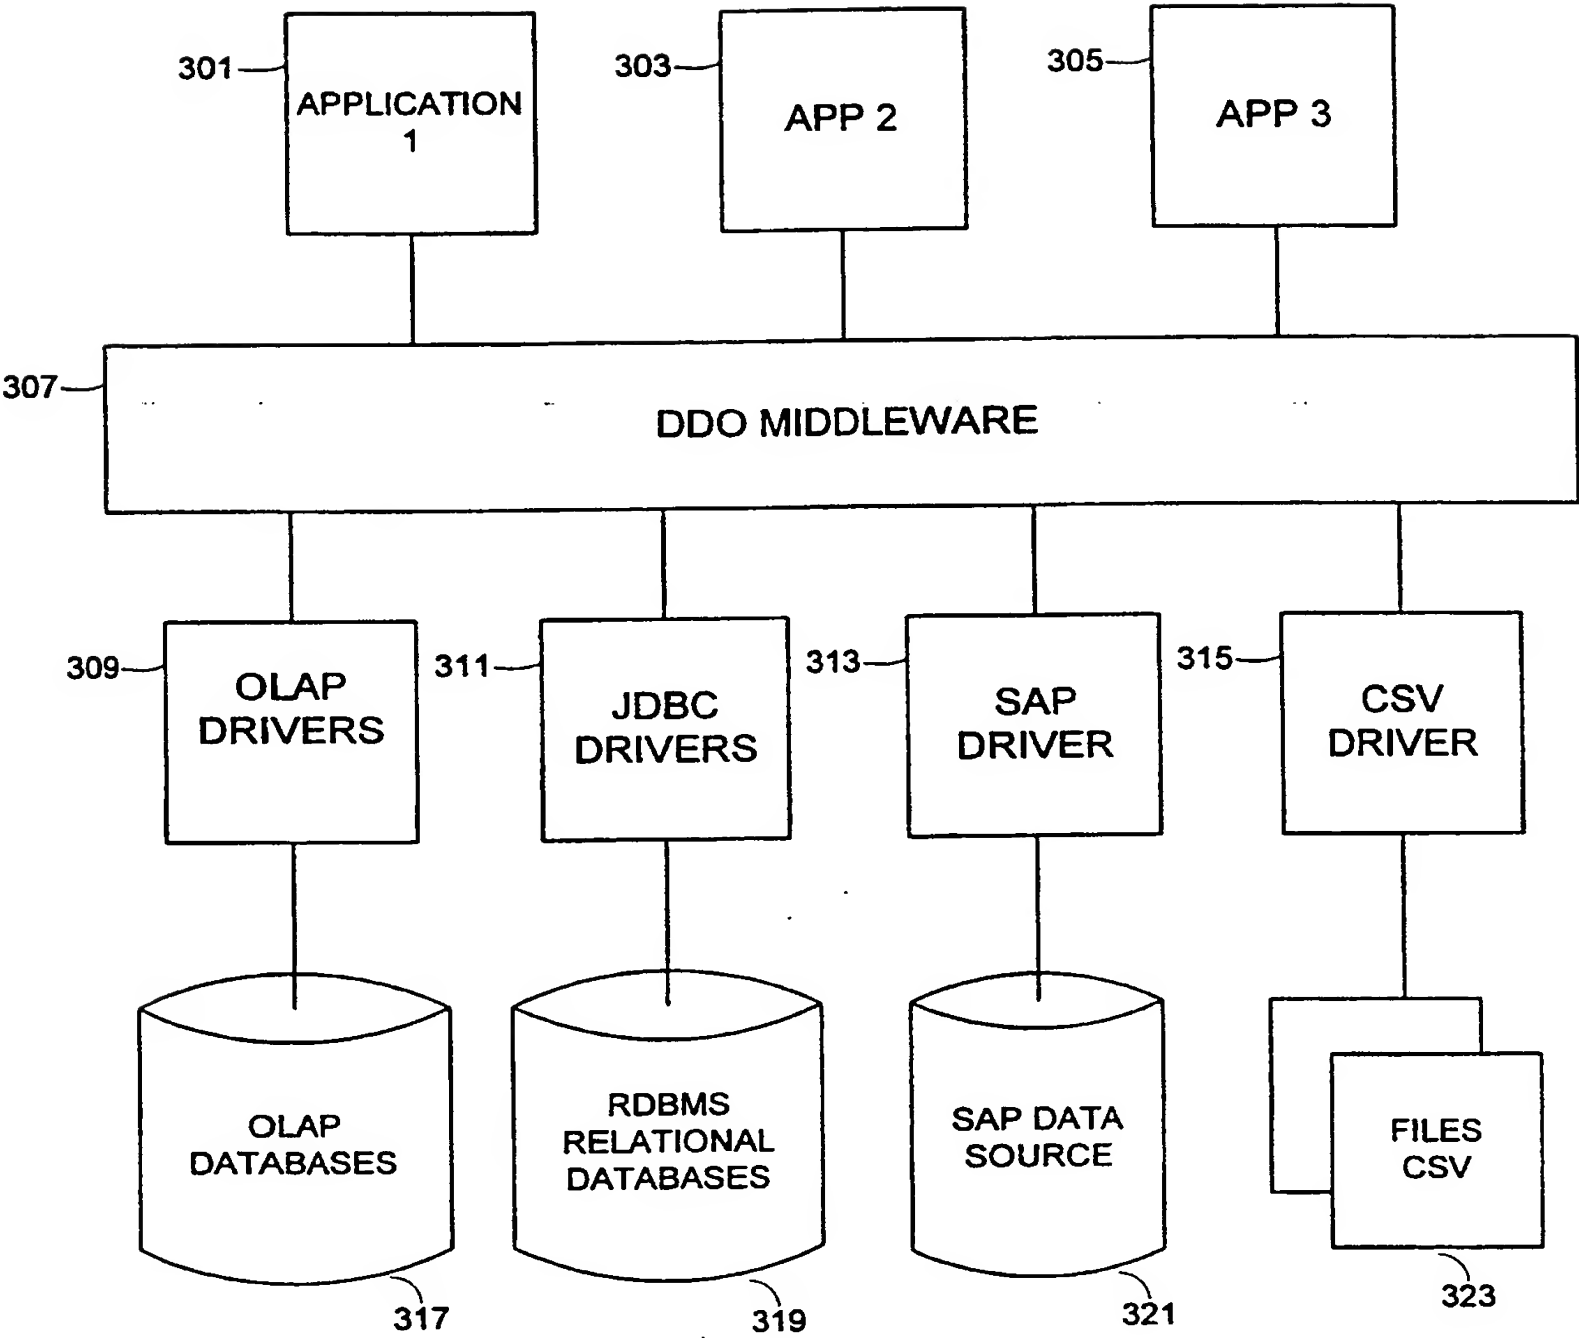 301
APPLICATION
1
303
APP 2
305
APP 3
307
DDO MIDDLEWARE
309
OLAP
DRIVERS
311
JDBC
DRIVERS
313
SAP
DRIVER
315
CSV
DRIVER
OLAP
DATABASES
317
RDBMS
RELATIONAL
DATABASES
319
SAP DATA
SOURCE
321
FILES
CSV
323